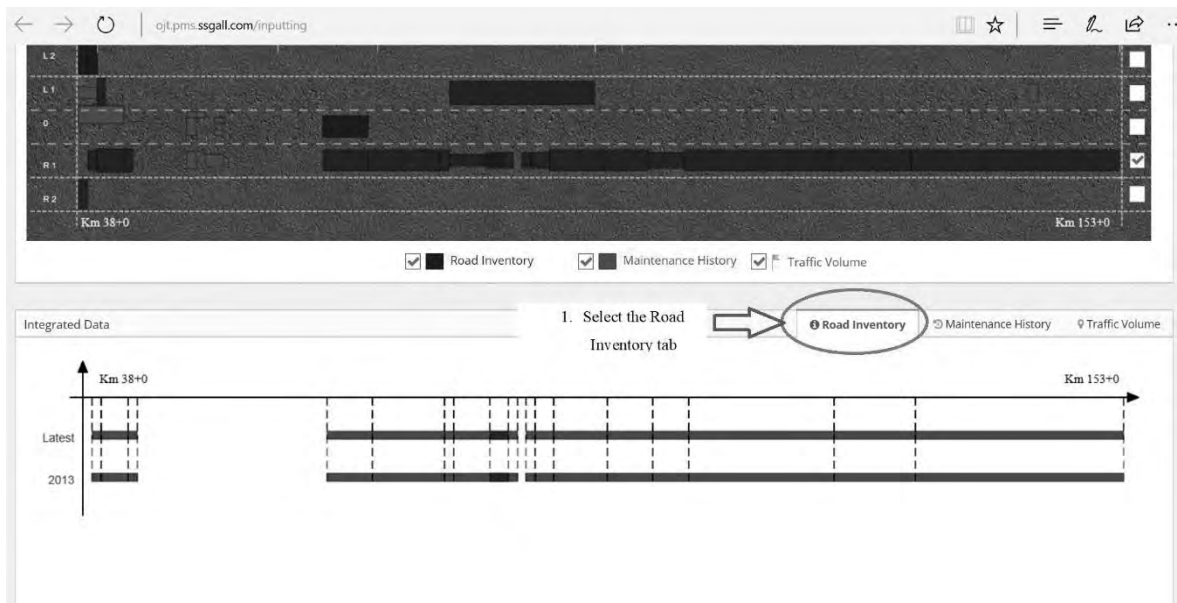 ojt.pms.ssgall.com/inputting
L2
L1
0
R1
R2
Km 38+0
Km 153+0
Road Inventory
Maintenance History
Traffic Volume
Integrated Data
1. Select the Road
Inventory tab
Road Inventory
Maintenance History
Traffic Volume
Km 38+0
Km 153+0
Latest
2013